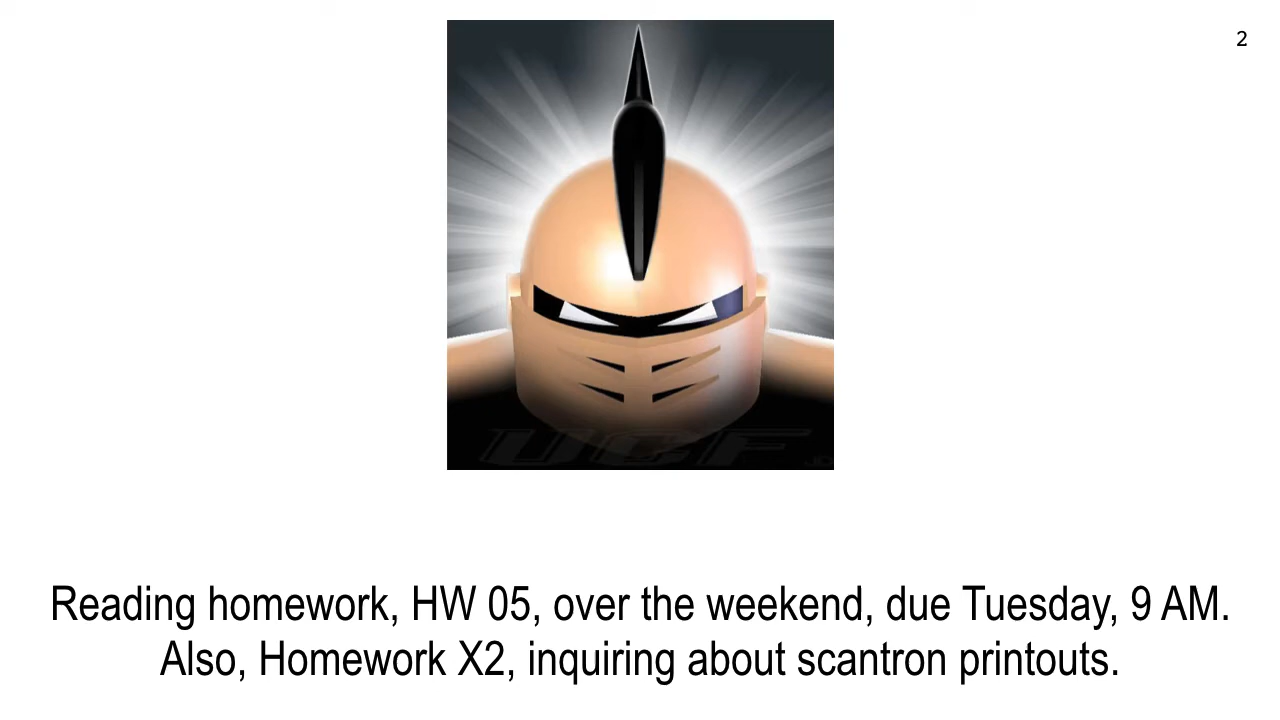 2
UCF
Reading homework, HW 05, over the weekend, due Tuesday, 9 AM.
Also, Homework X2, inquiring about scantron printouts.